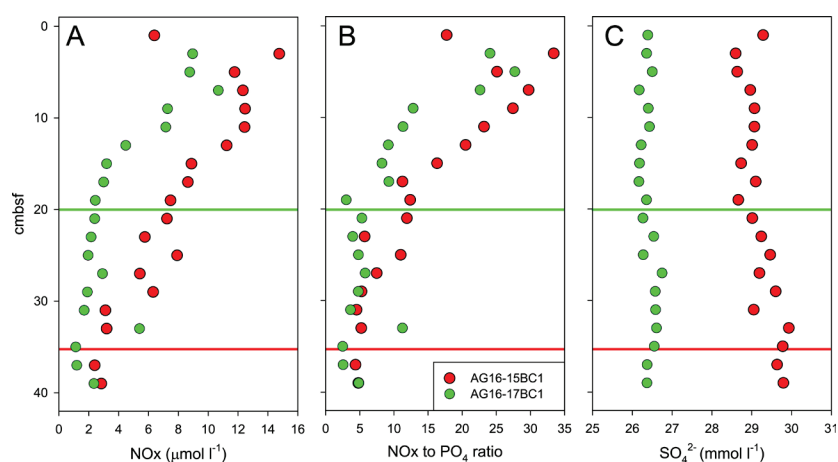 A
B
C
0
10
20
30
40
cmbsf
AG16-15BC1
AG16-17BC1
0 2 4 6 8 10 12 14 16
0 5 10 15 20 25 30 35
25 26 27 28 29 30 31
NOx (μmol l⁻¹)
NOx to PO₄ ratio
SO₄²⁻ (mmol l⁻¹)